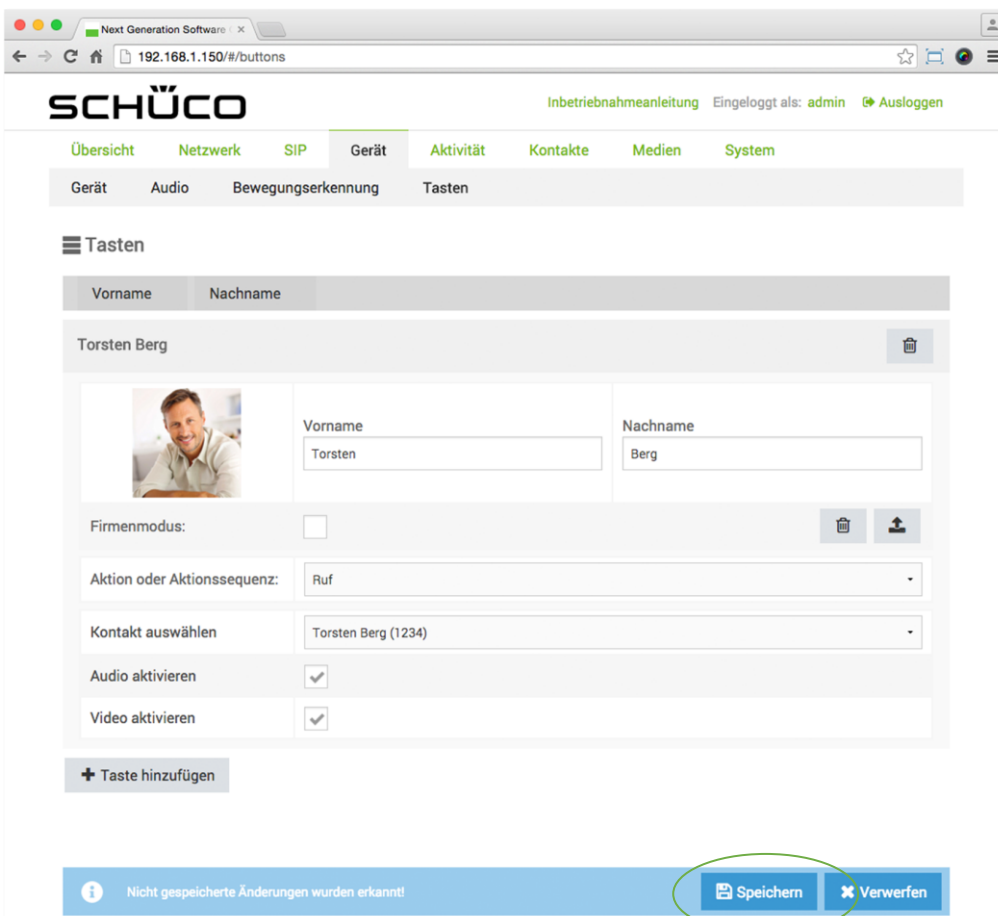 Next Generation Software
192.168.1.150/#/buttons
SCHÜCO
Inbetriebnahmeanleitung Eingeloggt als: admin Ausloggen
Übersicht Netzwerk SIP Gerät Aktivität Kontakte Medien System
Gerät Audio Bewegungserkennung Tasten
Tasten
Vorname Nachname
Torsten Berg
Vorname Nachname
Torsten Berg
Firmenmodus:
Aktion oder Aktionssequenz: Ruf
Kontakt auswählen Torsten Berg (1234)
Audio aktivieren
Video aktivieren
+ Taste hinzufügen
Nicht gespeicherte Änderungen wurden erkannt! Speichern Verwerfen